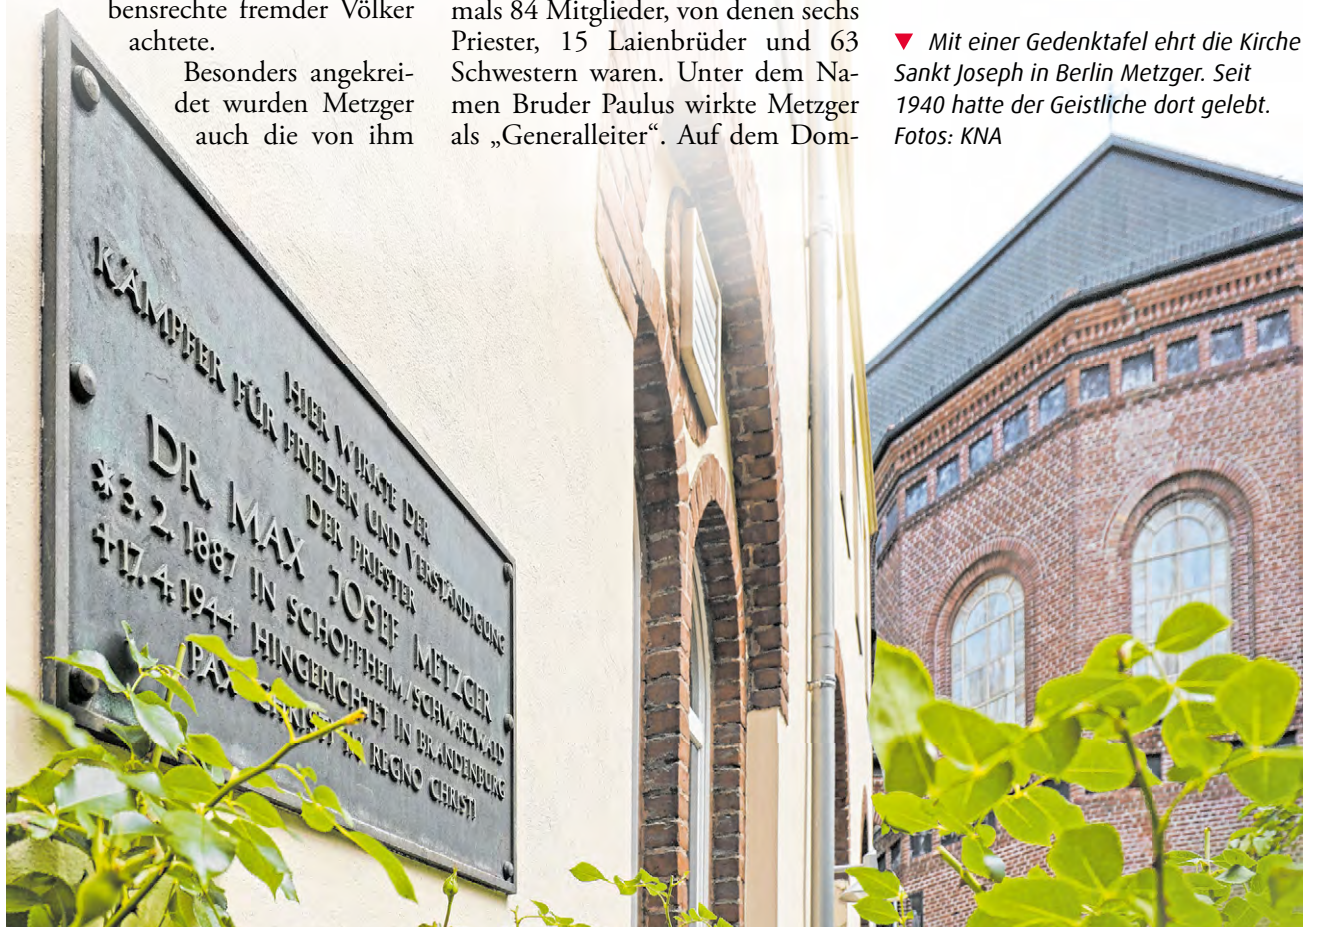 bensrechte fremder Völker
achtete.
Besonders angekrei-
det wurden Metzger
auch die von ihm
mals 84 Mitglieder, von denen sechs
Priester, 15 Laienbrüder und 63
Schwestern waren. Unter dem Na-
men Bruder Paulus wirkte Metzger
als „Generalleiter“. Auf dem Dom-
▼ Mit einer Gedenktafel ehrt die Kirche
Sankt Joseph in Berlin Metzger. Seit
1940 hatte der Geistliche dort gelebt.
Fotos: KNA
HIER WIRKTE DER
KÄMPFER FÜR FRIEDEN UND VERSTÄNDIGUNG
DER PRIESTER
DR. MAX JOSEF METZGER
* 3. 2. 1887 IN SCHOPFHEIM/SCHWARZWALD
✝ 17. 4. 1944 HINGERICHTET IN BRANDENBURG
PAX CHRISTI IN REGNO CHRISTI